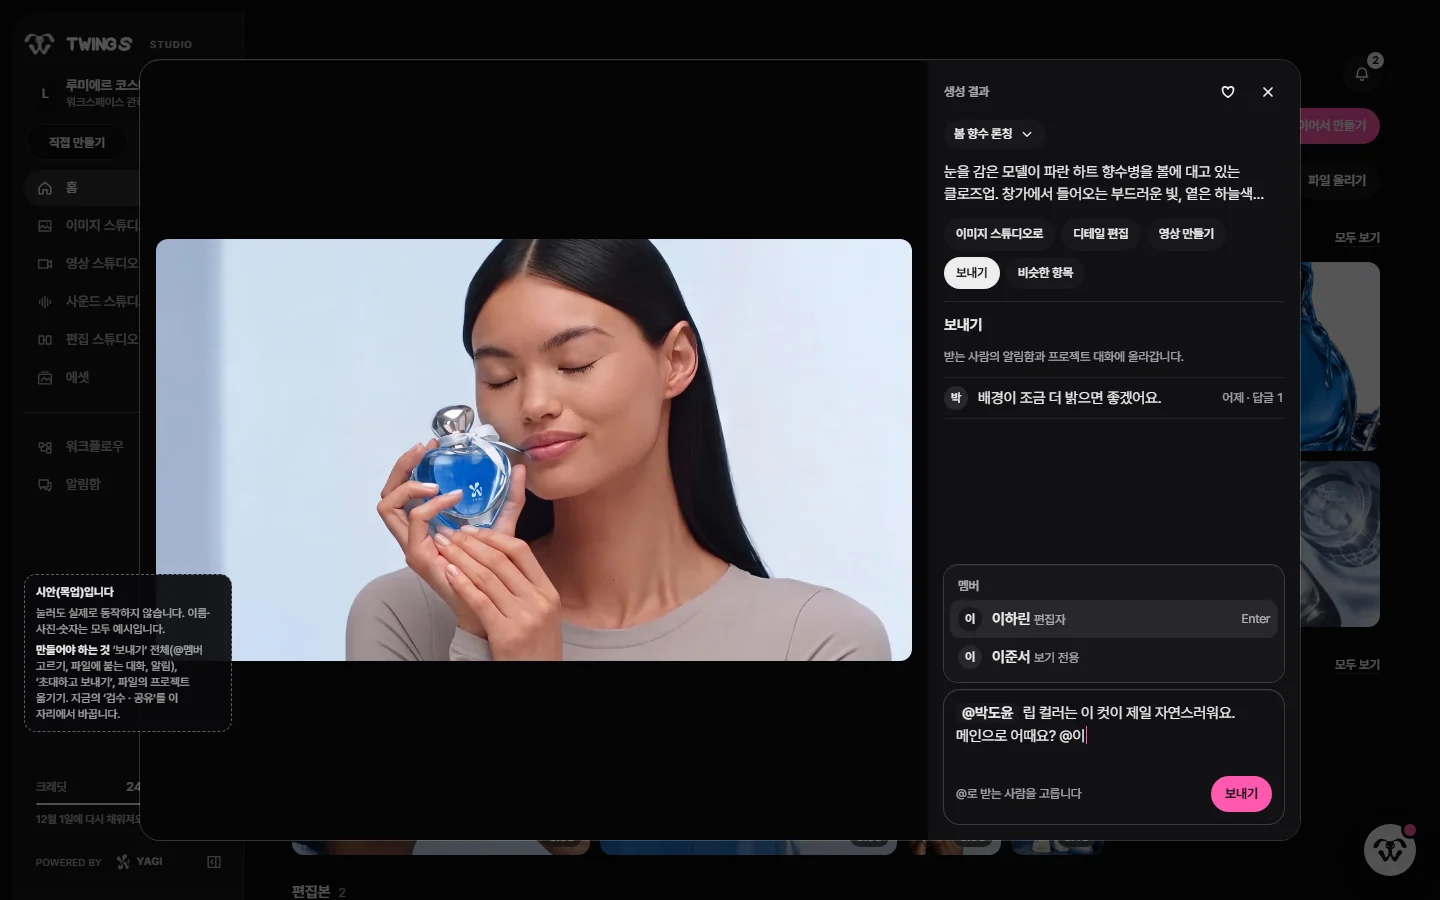 TWINGS STUDIO
2
L
루미에르 코스
워크스페이스 관
직접 만들기
홈
이미지 스튜디
영상 스튜디오
사운드 스튜디
편집 스튜디오
에셋
워크플로우
알림함
시안(목업)입니다
눌러도 실제로 동작하지 않습니다. 이름·
사진·숫자는 모두 예시입니다.
만들어야 하는 것 '보내기' 전체(@멤버
고르기, 파일에 붙는 대화, 알림),
'초대하고 보내기', 파일의 프로젝트
옮기기. 지금의 '검수 · 공유'를 이
자리에서 바꿉니다.
크레딧 24
12월 1일에 다시 채워져요
POWERED BY YAGI
생성 결과
봄 향수 론칭
눈을 감은 모델이 파란 하트 향수병을 볼에 대고 있는
클로즈업. 창가에서 들어오는 부드러운 빛, 옅은 하늘색...
이미지 스튜디오로 디테일 편집 영상 만들기
보내기 비슷한 항목
보내기
받는 사람의 알림함과 프로젝트 대화에 올라갑니다.
박 배경이 조금 더 밝으면 좋겠어요. 어제 · 답글 1
멤버
이 이하린 편집자 Enter
이 이준서 보기 전용
@박도윤 립 컬러는 이 컷이 제일 자연스러워요.
메인으로 어때요? @이
@로 받는 사람을 고릅니다 보내기
이어서 만들기
파일 올리기
모두 보기
모두 보기
편집본 2